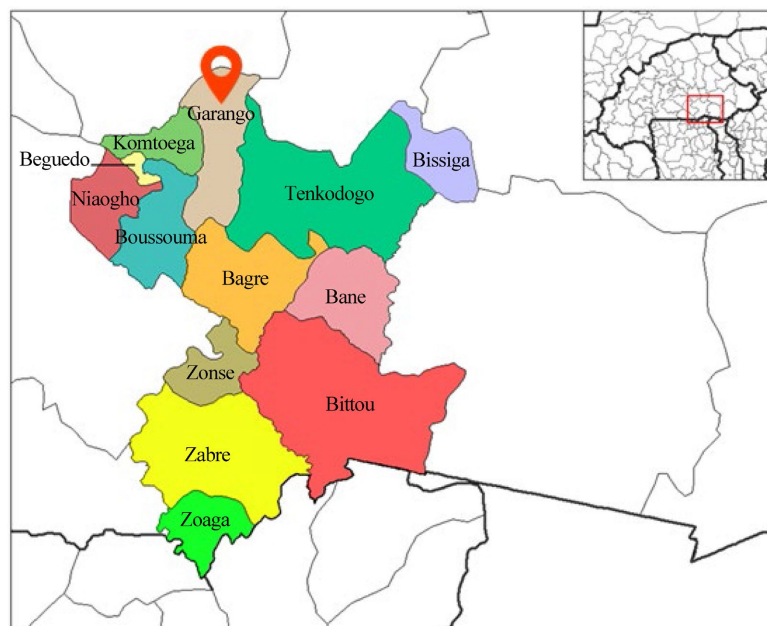 Garango
Komtoega
Beguedo
Bissiga
Tenkodogo
Niaogho
Boussouma
Bagre
Bane
Zonse
Bittou
Zabre
Zoaga